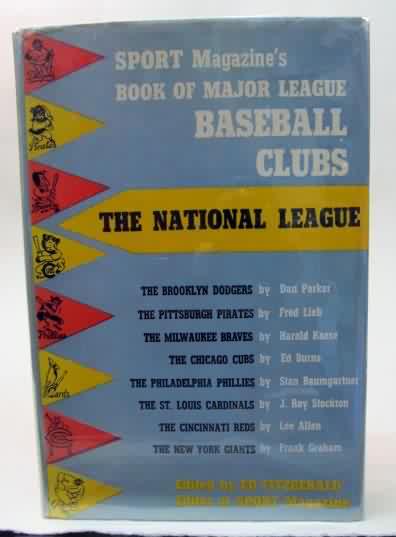 SPORT Magazine's
BOOK OF MAJOR LEAGUE
BASEBALL
CLUBS
THE NATIONAL LEAGUE
THE BROOKLYN DODGERS by Dan Parker
THE PITTSBURGH PIRATES by Fred Lieb
THE MILWAUKEE BRAVES by Harold Kaese
THE CHICAGO CUBS by Ed Burns
THE PHILADELPHIA PHILLIES by Stan Baumgartner
THE ST. LOUIS CARDINALS by J. Roy Stockton
THE CINCINNATI REDS by Lee Allen
THE NEW YORK GIANTS by Frank Graham
Edited by ED FITZGERALD
Editor of SPORT Magazine
Pirates
Phillies